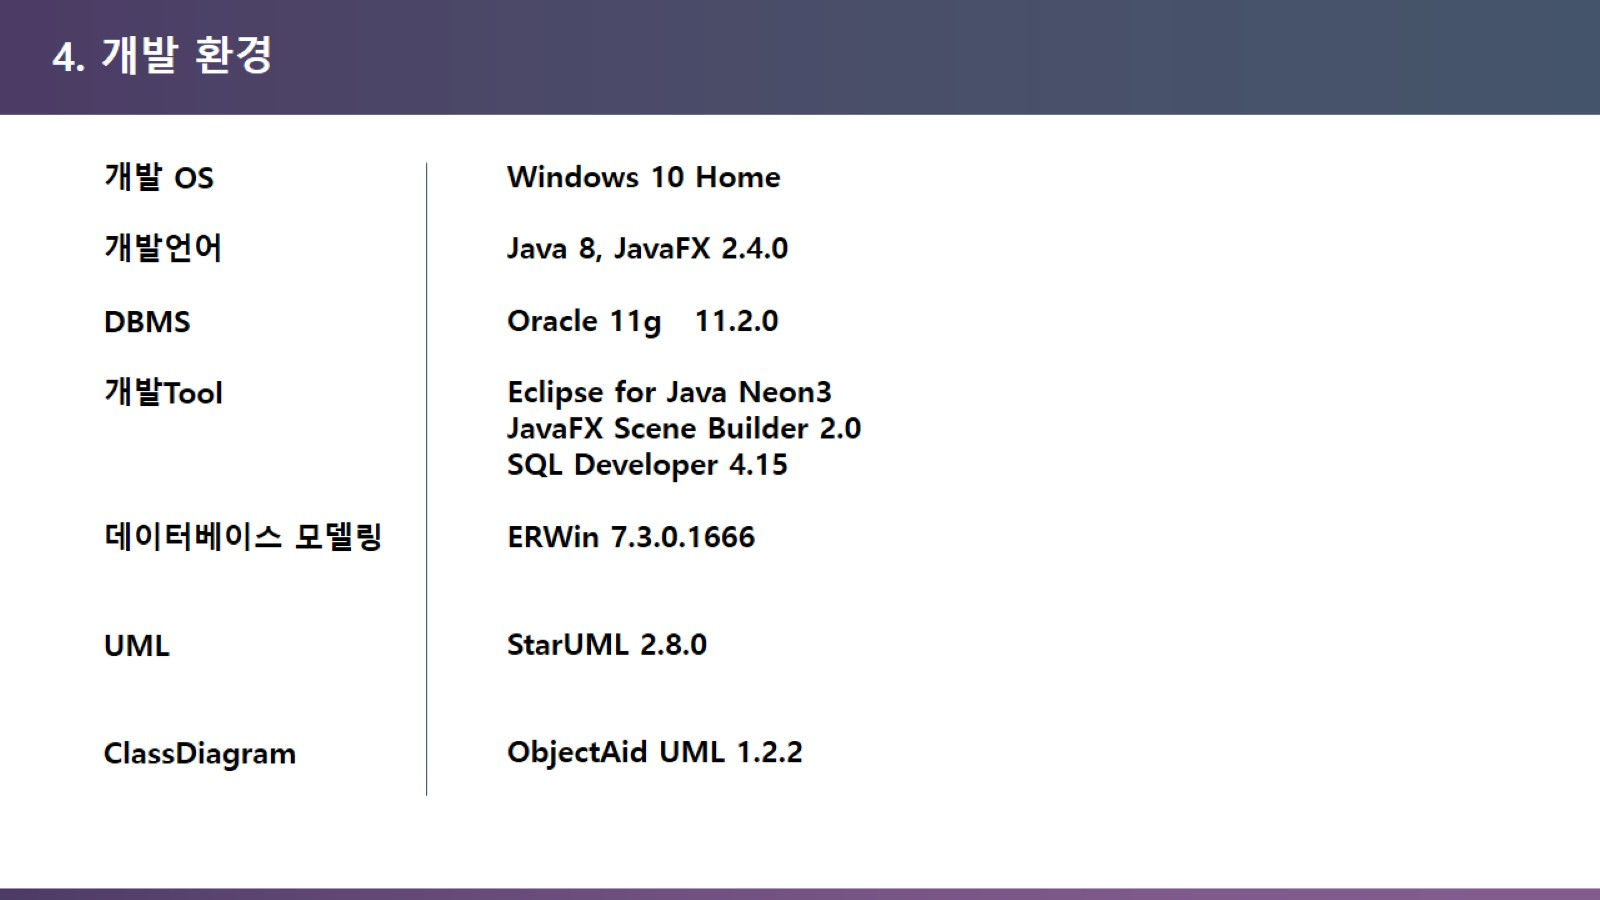 4. 개발 환경
개발 OS
Windows 10 Home
개발언어
Java 8, JavaFX 2.4.0
DBMS
Oracle 11g 11.2.0
개발Tool
Eclipse for Java Neon3
JavaFX Scene Builder 2.0
SQL Developer 4.15
데이터베이스 모델링
ERWin 7.3.0.1666
UML
StarUML 2.8.0
ClassDiagram
ObjectAid UML 1.2.2